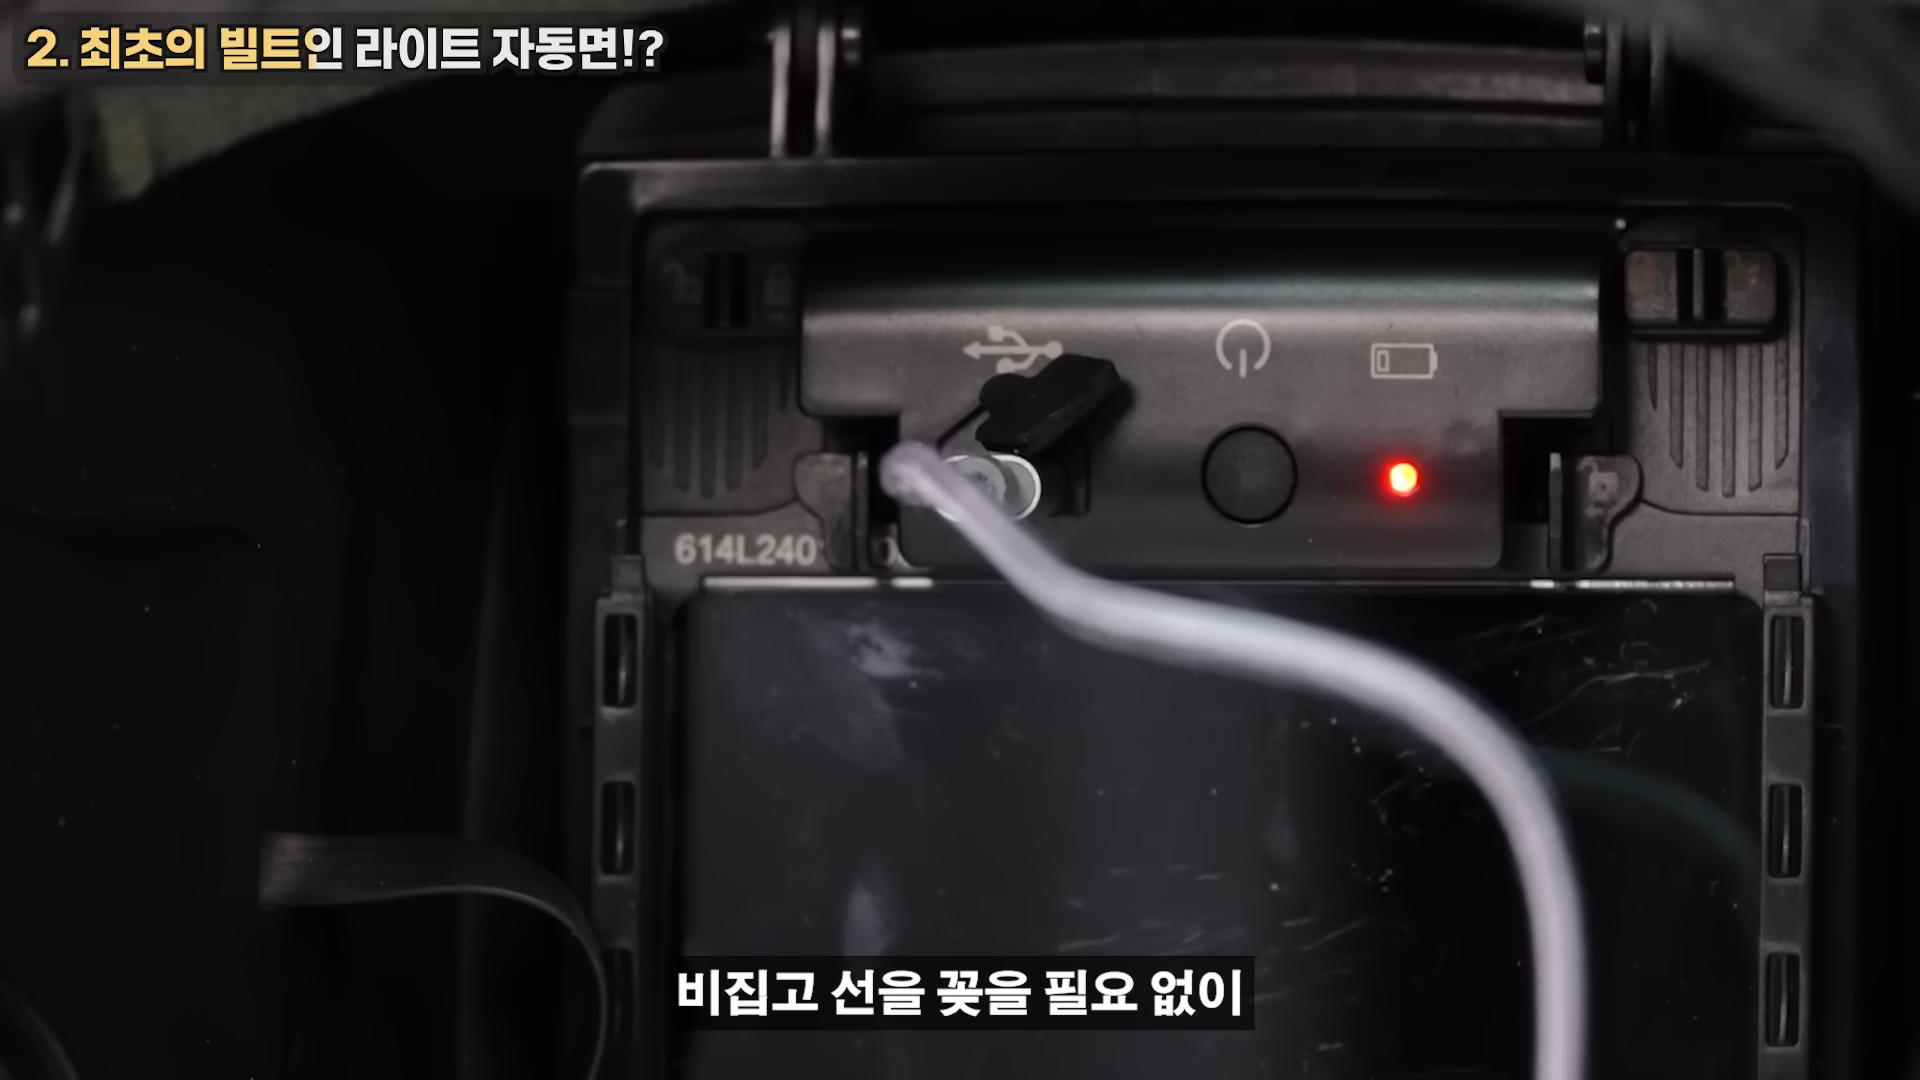 2. 최초의 빌트인 라이트 자동면!?
614L240
비집고 선을 꽂을 필요 없이